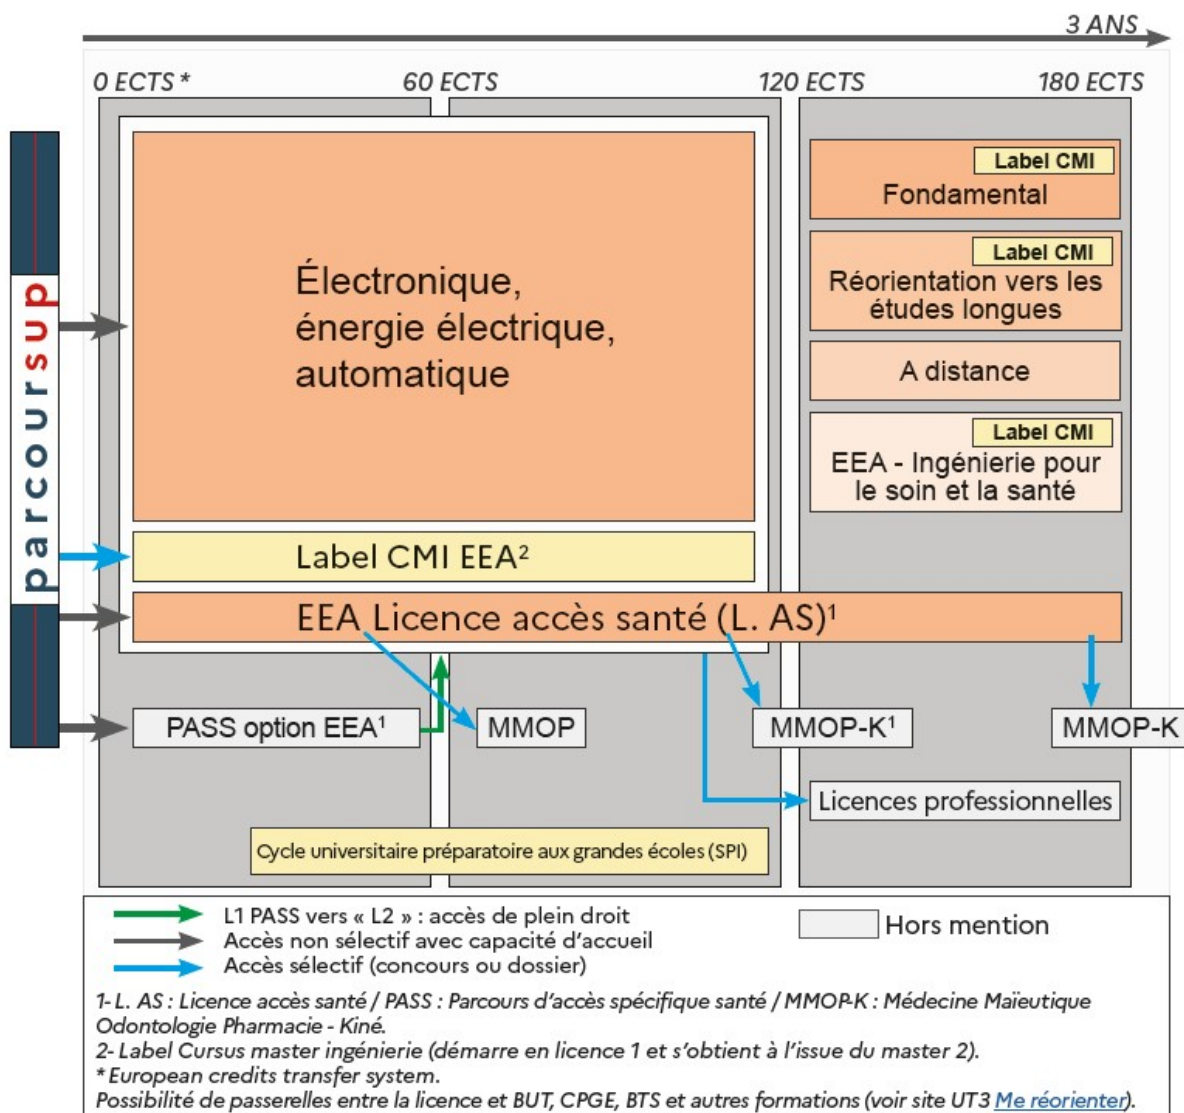 3 ANS
0 ECTS *
60 ECTS
120 ECTS
180 ECTS
parcoursup
Électronique,
énergie électrique,
automatique
Label CMI
Fondamental
Label CMI
Réorientation vers les
études longues
A distance
Label CMI
EEA - Ingénierie pour
le soin et la santé
Label CMI EEA²
EEA Licence accès santé (L. AS)¹
PASS option EEA¹
MMOP
MMOP-K¹
MMOP-K
Licences professionnelles
Cycle universitaire préparatoire aux grandes écoles (SPI)
L1 PASS vers « L2 » : accès de plein droit
Accès non sélectif avec capacité d'accueil
Accès sélectif (concours ou dossier)
Hors mention
1- L. AS : Licence accès santé / PASS : Parcours d'accès spécifique santé / MMOP-K : Médecine Maïeutique
Odontologie Pharmacie - Kiné.
2- Label Cursus master ingénierie (démarre en licence 1 et s'obtient à l'issue du master 2).
* European credits transfer system.
Possibilité de passerelles entre la licence et BUT, CPGE, BTS et autres formations (voir site UT3 Me réorienter).